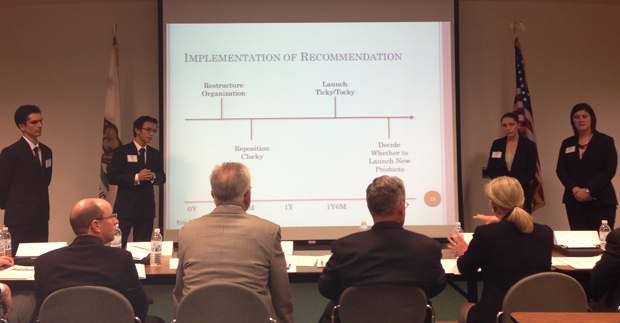 IMPLEMENTATION OF RECOMMENDATION
Restructure
Organization
Launch
Ticky/Tocky
Reposition
Clocky
Decide
Whether to
Launch New
Products
0Y
M
1Y
1Y6M